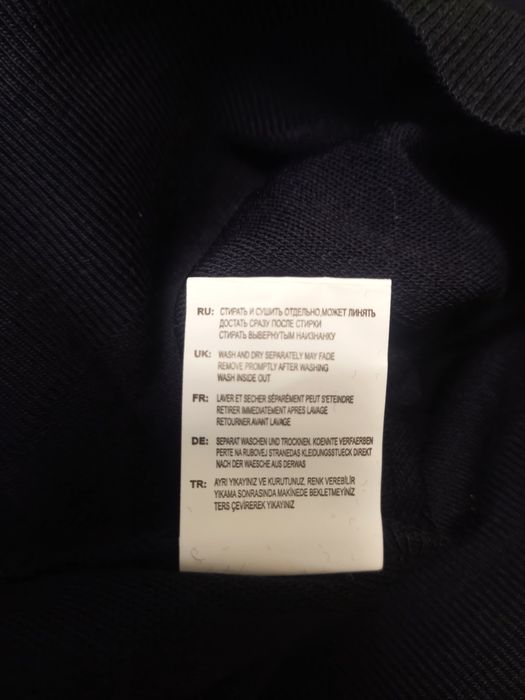 RU: СТИРАТЬ И СУШИТЬ ОТДЕЛЬНО, МОЖЕТ ЛИНЯТЬ
ДОСТАТЬ СРАЗУ ПОСЛЕ СТИРКИ
СТИРАТЬ ВЫВЕРНУТЫМ НАИЗНАНКУ
UK: WASH AND DRY SEPARATELY MAY FADE
REMOVE PROMPTLY AFTER WASHING
WASH INSIDE OUT
FR: LAVER ET SECHER SÉPARÉMENT PEUT S'ETEINDRE
RETIRER IMMEDIATEMENT APRES LAVAGE
RETOURNER AVANT LAVAGE
DE: SEPARAT WASCHEN UND TROCKNEN. KOENNTE VERFAERBEN
PERTE NA RUBOVEJ STRANEDAS KLEIDUNGSSTUECK DIREKT
NACH DER WAESCHE AUS DERWAS
TR: AYRI YIKAYINIZ VE KURUTUNUZ. RENK VEREBİLİR
YIKAMA SONRASINDA MAKİNEDE BEKLETMEYİNİZ
TERS ÇEVİREREK YIKAYINIZ